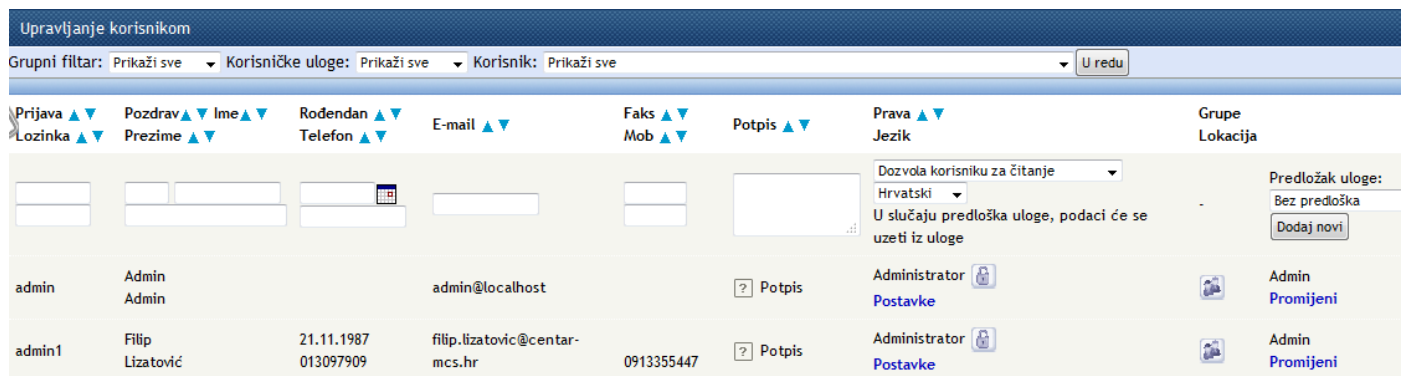 Upravljanje korisnikom
Grupni filtar: Prikaži sve Korisničke uloge: Prikaži sve Korisnik: Prikaži sve U redu
Prijava Pozdrav Ime Rođendan Faks Prava Grupe
Lozinka Prezime Telefon E-mail Mob Potpis Jezik Lokacija
Dozvola korisniku za čitanje Predložak uloge:
Hrvatski Bez predloška
U slučaju predloška uloge, podaci će se - Dodaj novi
uzeti iz uloge
Admin Administrator Admin
admin Admin admin@localhost ? Potpis Postavke Promijeni
Filip 21.11.1987 filip.lizatovic@centar- Administrator Admin
admin1 Lizatović 013097909 mcs.hr 0913355447 ? Potpis Postavke Promijeni